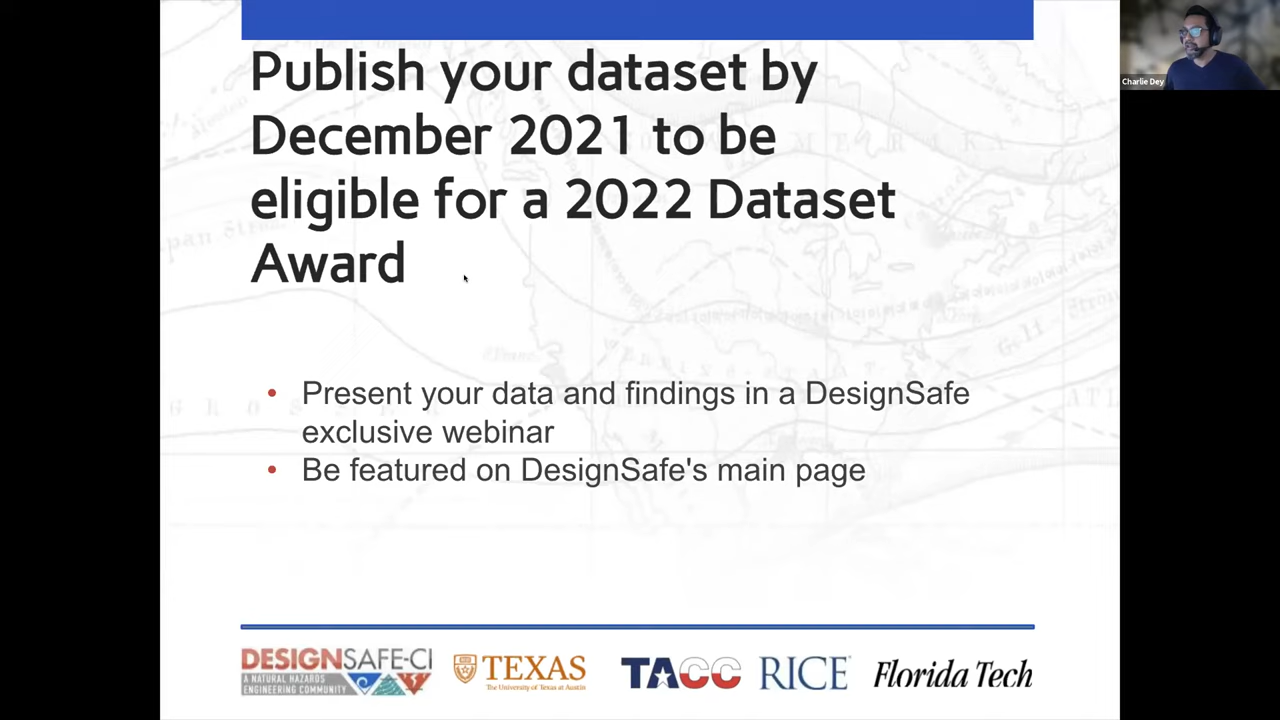 Publish your dataset by
December 2021 to be
eligible for a 2022 Dataset
Award
• Present your data and findings in a DesignSafe
exclusive webinar
• Be featured on DesignSafe's main page
Charlie Dey
DESIGNSAFE-CI
A NATURAL HAZARDS
ENGINEERING COMMUNITY
TEXAS
The University of Texas at Austin
TACC
RICE
Florida Tech